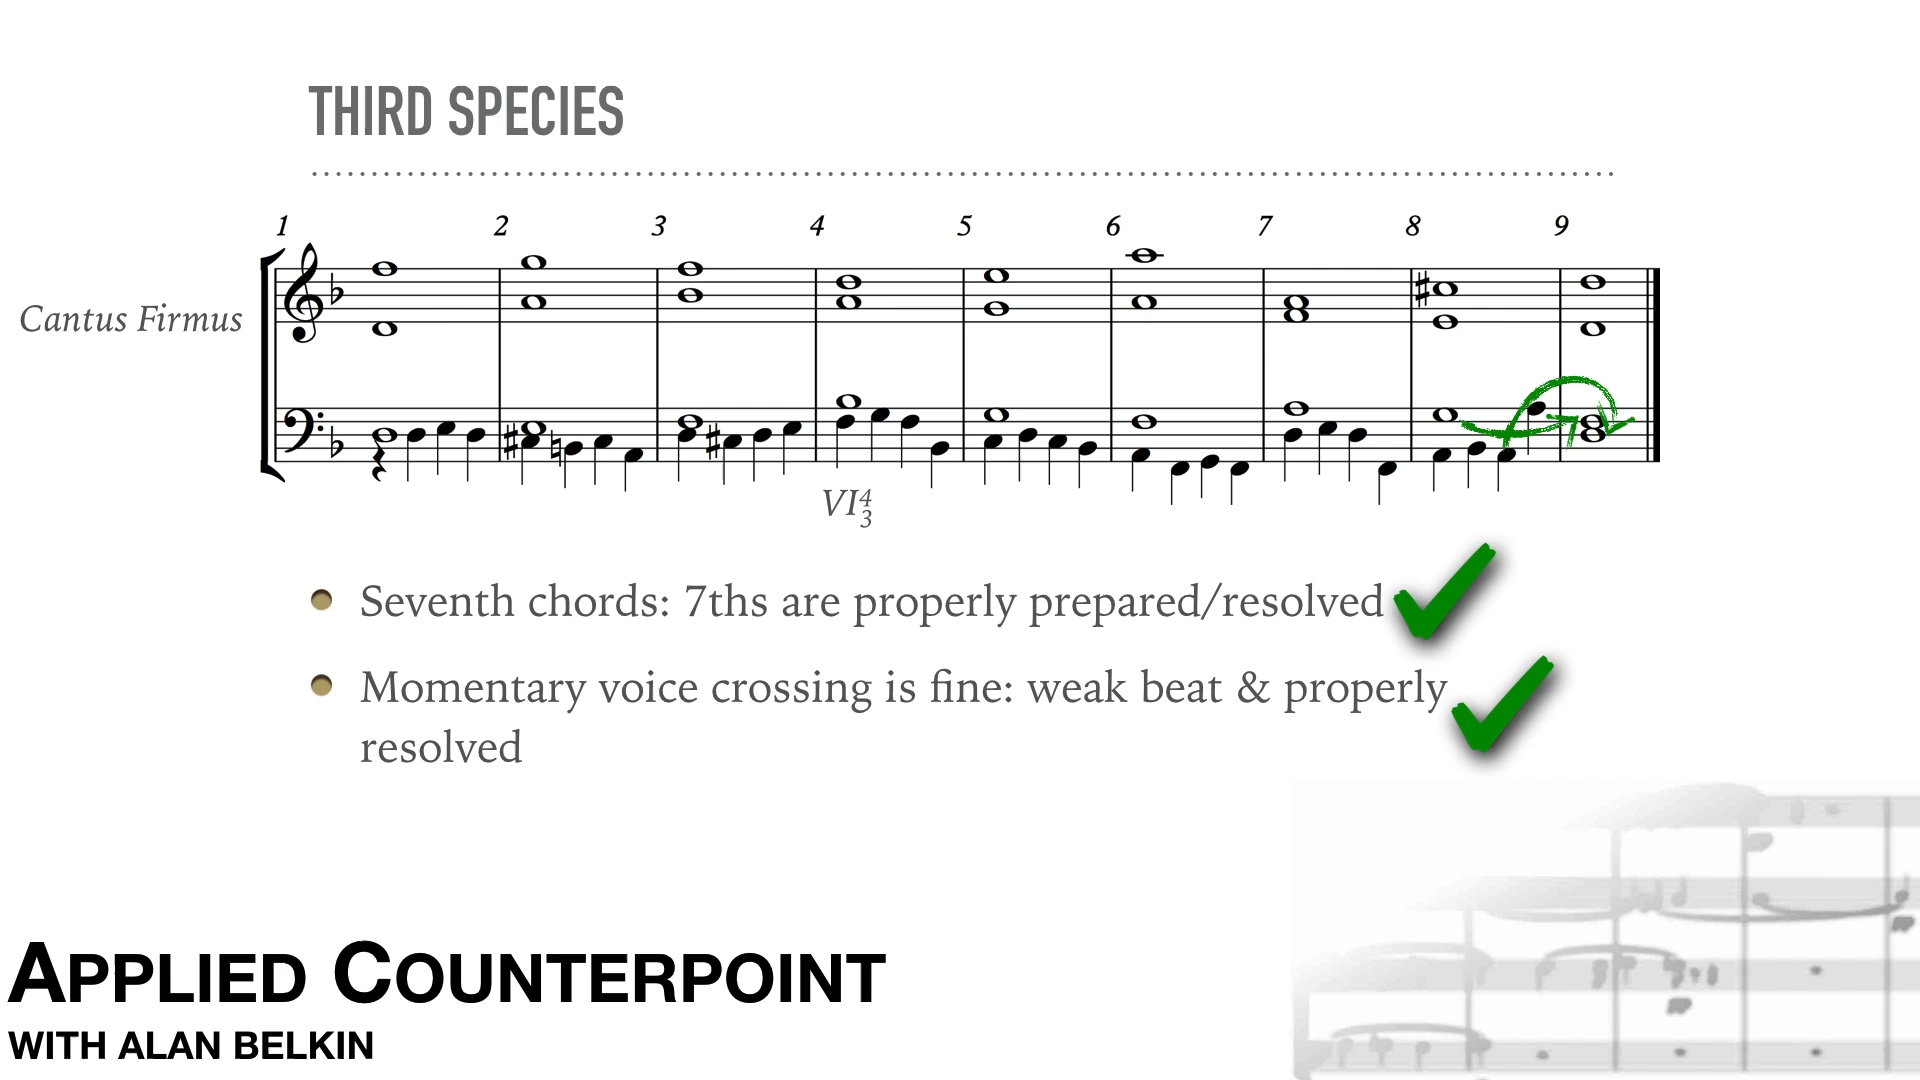 THIRD SPECIES
1 2 3 4 5 6 7 8 9
Cantus Firmus
VI4
3
• Seventh chords: 7ths are properly prepared/resolved
• Momentary voice crossing is fine: weak beat & properly
resolved
APPLIED COUNTERPOINT
WITH ALAN BELKIN